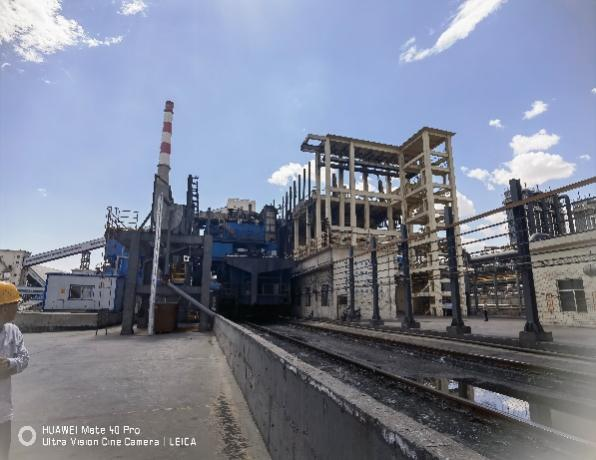 HUAWEI Mate 40 Pro
Ultra Vision Cine Camera | LEICA